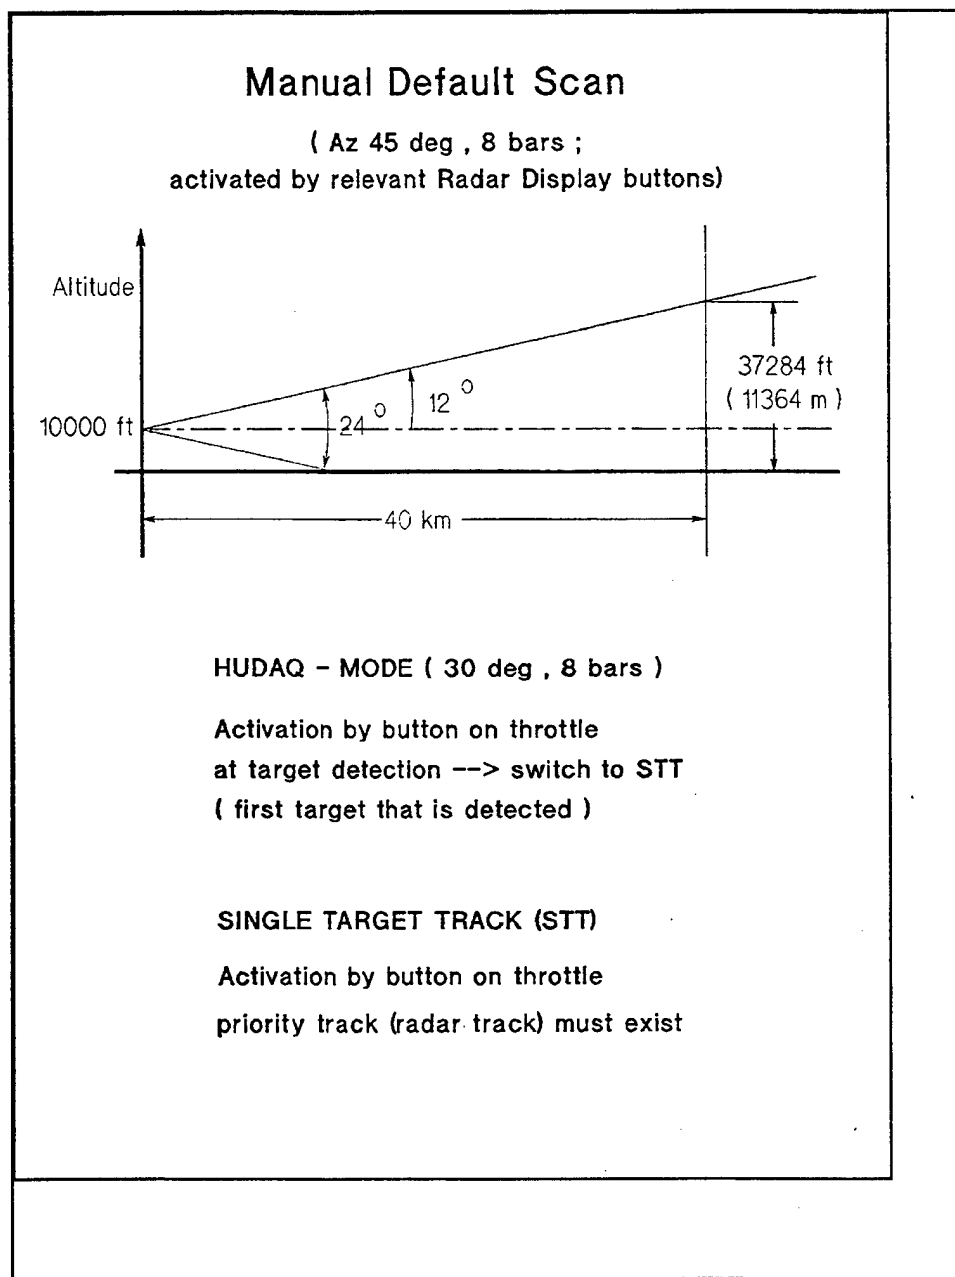 Manual Default Scan
( Az 45 deg , 8 bars ;
activated by relevant Radar Display buttons)
Altitude
37284 ft
( 11364 m )
12 °
24 °
10000 ft
40 km
HUDAQ - MODE ( 30 deg , 8 bars )
Activation by button on throttle
at target detection --> switch to STT
( first target that is detected )
SINGLE TARGET TRACK (STT)
Activation by button on throttle
priority track (radar track) must exist